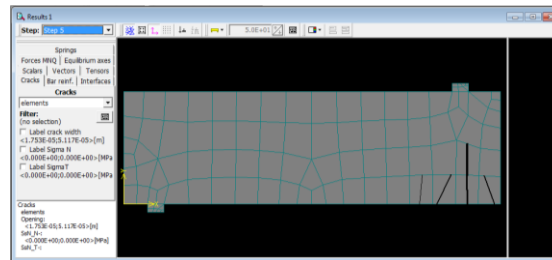 Results 1
Step: Step 5
5.0E+01
Springs
Forces MNQ Equilibrium axes
Scalars Vectors Tensors
Cracks Bar reinf. Interfaces
Cracks
elements
Filter:
(no selection)
Label crack width
<1.753E-05;5.117E-05>[m]
Label Sigma N
<0.000E+00;0.000E+00>[MPa
Label SigmaT
<0.000E+00;0.000E+00>[MPa
Cracks
elements
Opening:
<1.753E-05;5.117E-05>[m]
<0.000E+00;0.000E+00>[MPa]